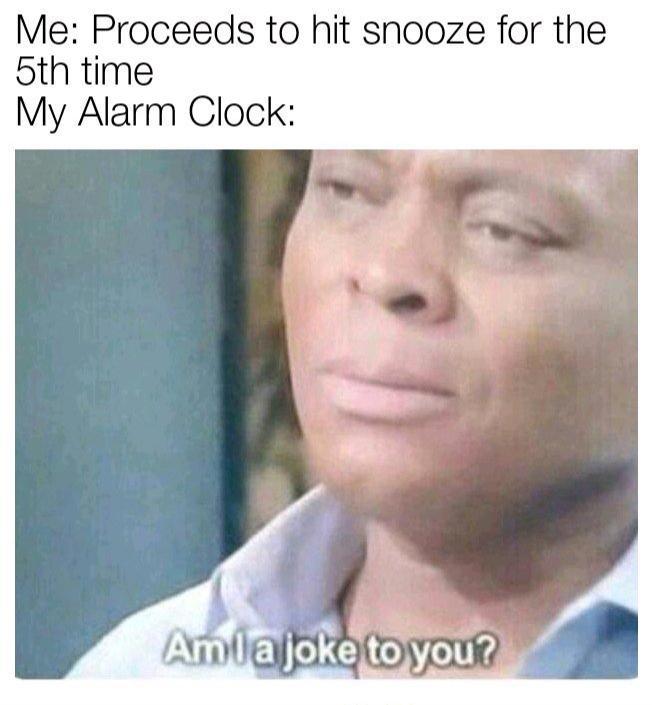 Me: Proceeds to hit snooze for the
5th time
My Alarm Clock:
Am I a joke to you?